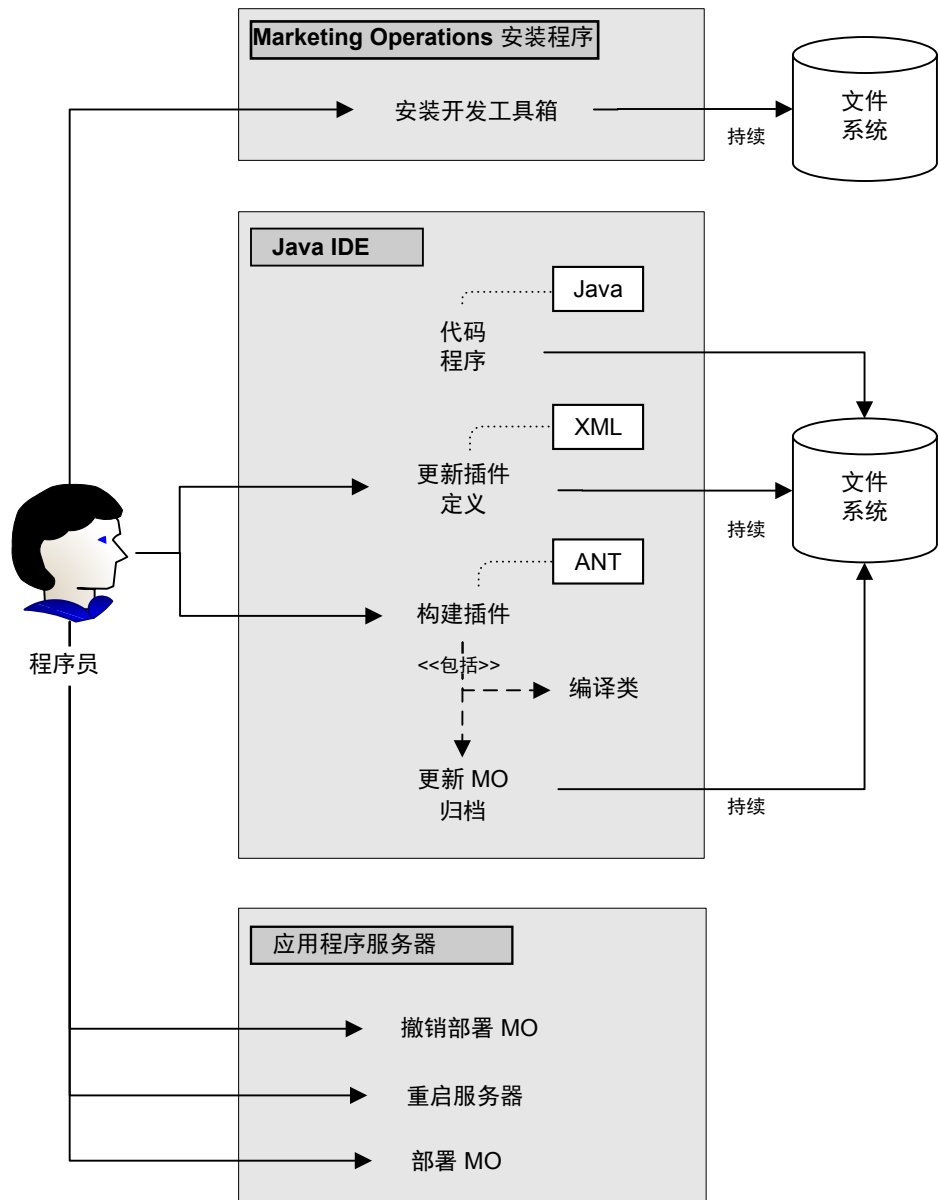 Marketing Operations 安装程序
安装开发工具箱
持续
文件
系统
Java IDE
Java
代码
程序
XML
更新插件
定义
持续
文件
系统
ANT
构建插件
<<包括>>
编译类
程序员
更新 MO
归档
持续
应用程序服务器
撤销部署 MO
重启服务器
部署 MO